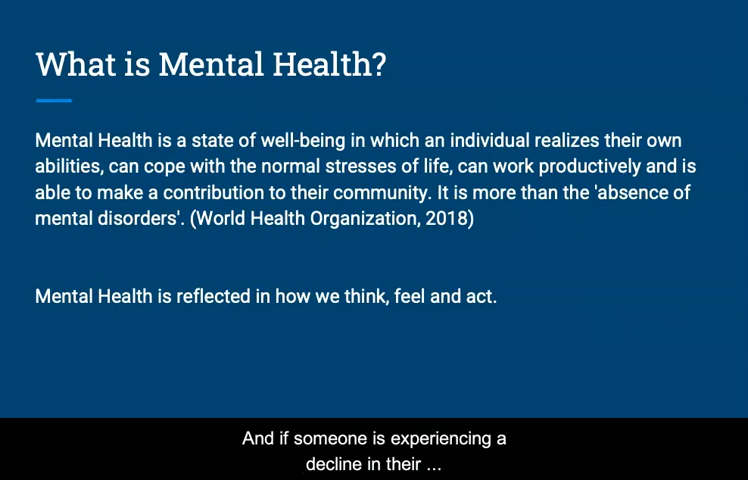 What is Mental Health?
Mental Health is a state of well-being in which an individual realizes their own
abilities, can cope with the normal stresses of life, can work productively and is
able to make a contribution to their community. It is more than the 'absence of
mental disorders'. (World Health Organization, 2018)
Mental Health is reflected in how we think, feel and act.
And if someone is experiencing a
decline in their ...